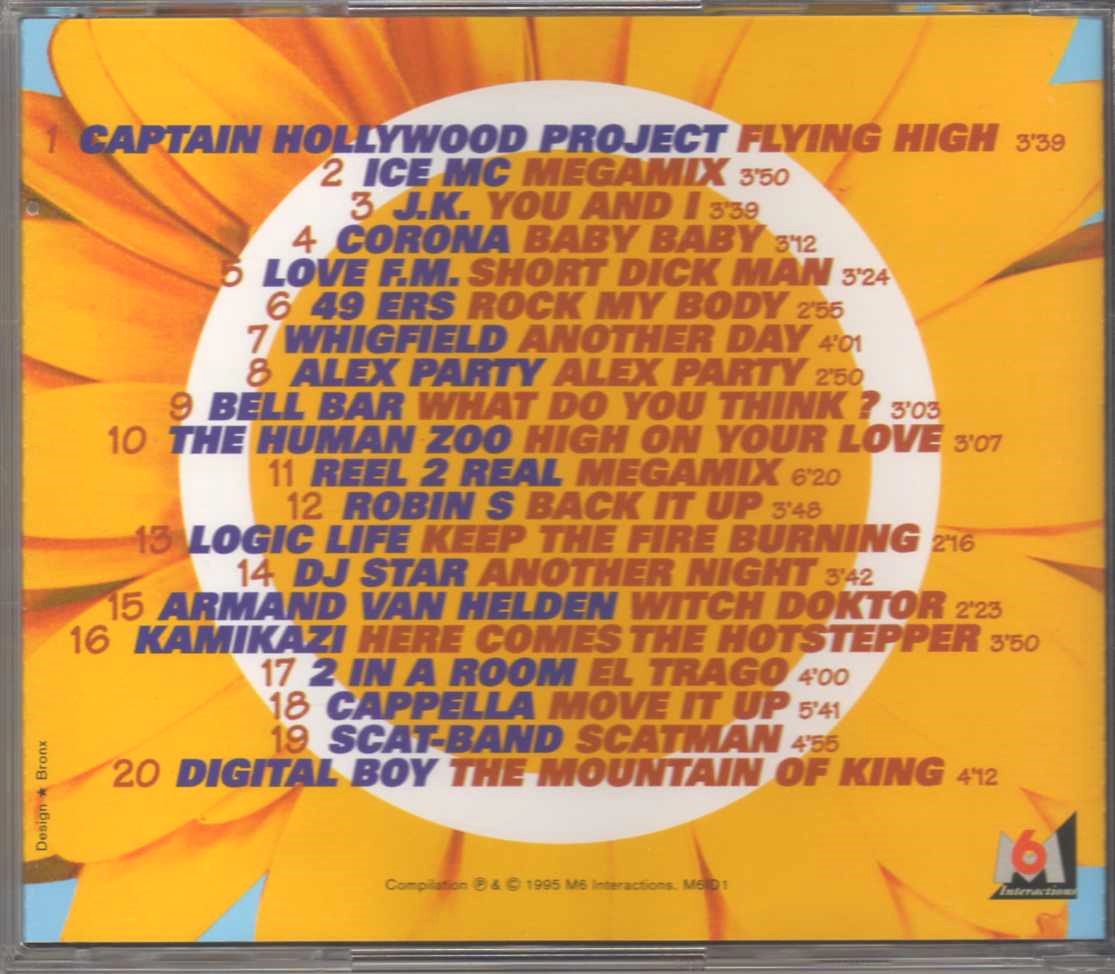 1 CAPTAIN HOLLYWOOD PROJECT FLYING HIGH 3'39
2 ICE MC MEGAMIX 3'50
3 J.K. YOU AND I 3'39
4 CORONA BABY BABY 3'12
5 LOVE F.M. SHORT DICK MAN 3'24
6 49 ERS ROCK MY BODY 2'55
7 WHIGFIELD ANOTHER DAY 4'01
8 ALEX PARTY ALEX PARTY 2'50
9 BELL BAR WHAT DO YOU THINK ? 3'03
10 THE HUMAN ZOO HIGH ON YOUR LOVE 3'07
11 REEL 2 REAL MEGAMIX 6'20
12 ROBIN S BACK IT UP 3'48
13 LOGIC LIFE KEEP THE FIRE BURNING 2'16
14 DJ STAR ANOTHER NIGHT 3'42
15 ARMAND VAN HELDEN WITCH DOKTOR 2'23
16 KAMIKAZI HERE COMES THE HOTSTEPPER 3'50
17 2 IN A ROOM EL TRAGO 4'00
18 CAPPELLA MOVE IT UP 5'41
19 SCAT-BAND SCATMAN 4'55
20 DIGITAL BOY THE MOUNTAIN OF KING 4'12
Design ★ Bronx
Compilation ℗ & © 1995 M6 Interactions. M6ID1
M6
Interactions